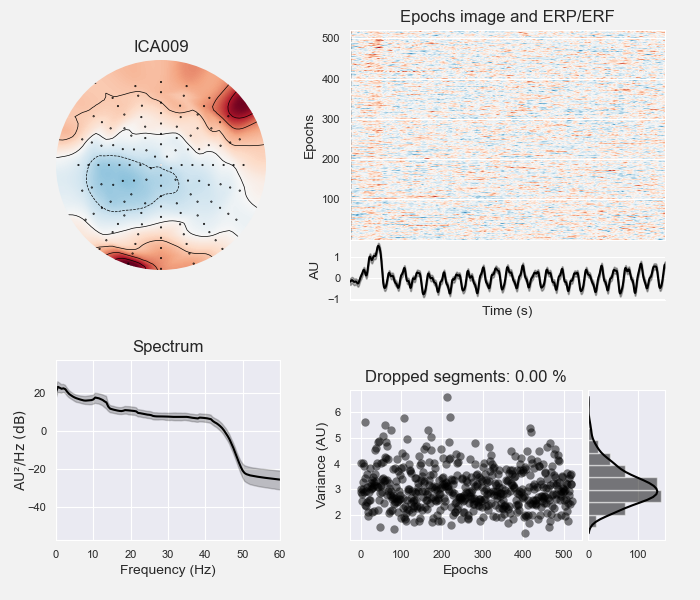 ICA009
Epochs image and ERP/ERF
Epochs
500
400
300
200
100
AU
1
0
−1
Time (s)
Spectrum
AU²/Hz (dB)
20
0
−20
−40
0 10 20 30 40 50 60
Frequency (Hz)
Dropped segments: 0.00 %
Variance (AU)
6
5
4
3
2
0 100 200 300 400 500
Epochs
0 100